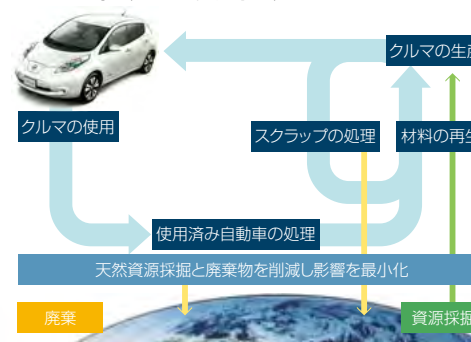 クルマの生産
クルマの使用
スクラップの処理
材料の再生
使用済み自動車の処理
天然資源採掘と廃棄物を削減し影響を最小化
廃棄
資源採掘